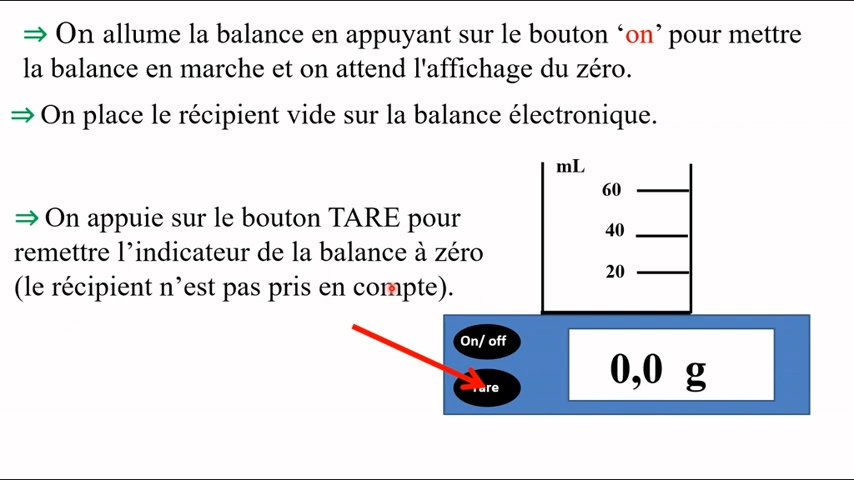 ⇒ On allume la balance en appuyant sur le bouton ‘on’ pour mettre
la balance en marche et on attend l'affichage du zéro.
⇒ On place le récipient vide sur la balance électronique.
⇒ On appuie sur le bouton TARE pour
remettre l’indicateur de la balance à zéro
(le récipient n’est pas pris en compte).
mL
60
40
20
On/ off
Tare
0,0 g